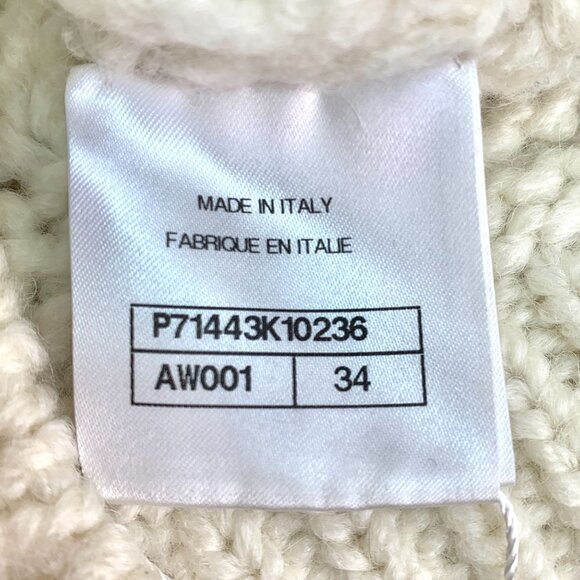 MADE IN ITALY
FABRIQUE EN ITALIE
P71443K10236
AW001 34